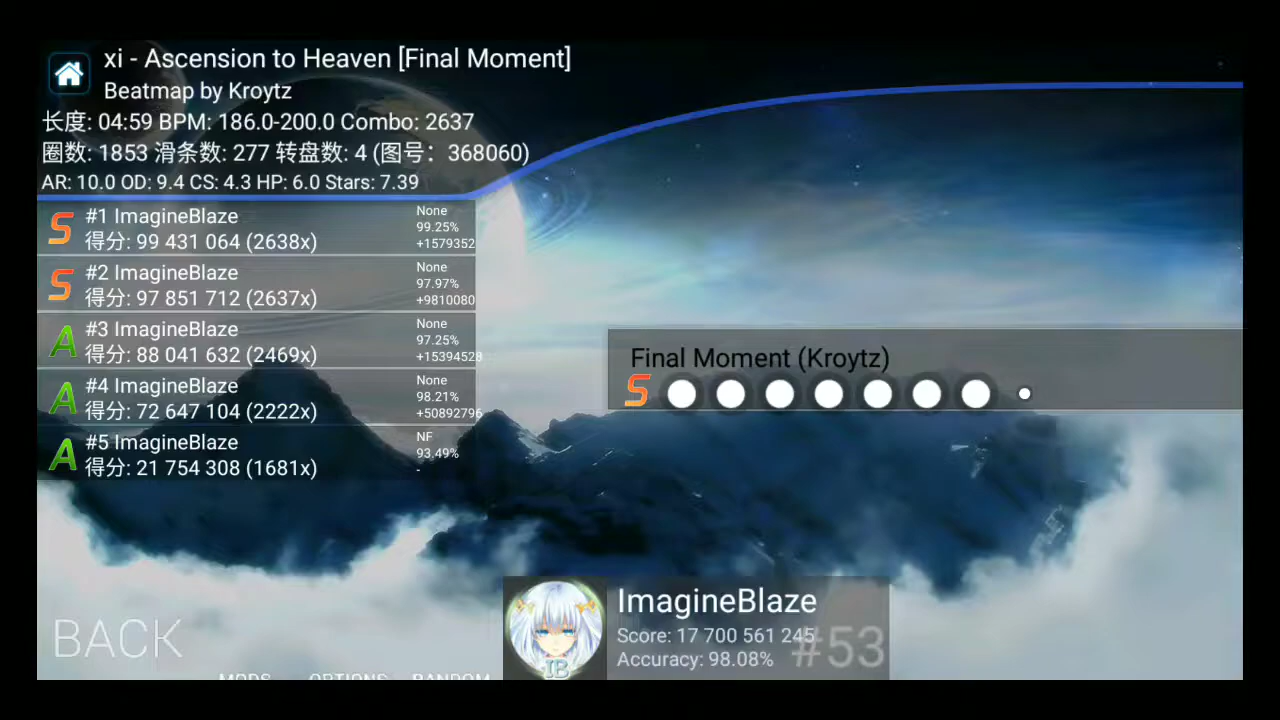 xi - Ascension to Heaven [Final Moment]
Beatmap by Kroytz
长度: 04:59 BPM: 186.0-200.0 Combo: 2637
圈数: 1853 滑条数: 277 转盘数: 4 (图号：368060)
AR: 10.0 OD: 9.4 CS: 4.3 HP: 6.0 Stars: 7.39
S #1 ImagineBlaze
得分: 99 431 064 (2638x)
None
99.25%
+1579352
S #2 ImagineBlaze
得分: 97 851 712 (2637x)
None
97.97%
+9810080
A #3 ImagineBlaze
得分: 88 041 632 (2469x)
None
97.25%
+15394528
A #4 ImagineBlaze
得分: 72 647 104 (2222x)
None
98.21%
+50892796
A #5 ImagineBlaze
得分: 21 754 308 (1681x)
NF
93,49%
-
Final Moment (Kroytz)
S
BACK
MODS OPTIONS RANDOM
IB
ImagineBlaze
Score: 17 700 561 245
Accuracy: 98.08%
#53